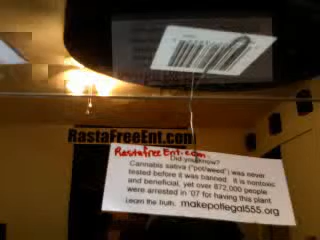 RastaFreeEnt.com
RastafreeEnt.com
Did you know?
Cannabis sativa ("pot/weed") was never
tested before it was banned. It is nontoxic
and beneficial, yet over 872,000 people
were arrested in '07 for having this plant
Learn the truth. makepotlegal555.org